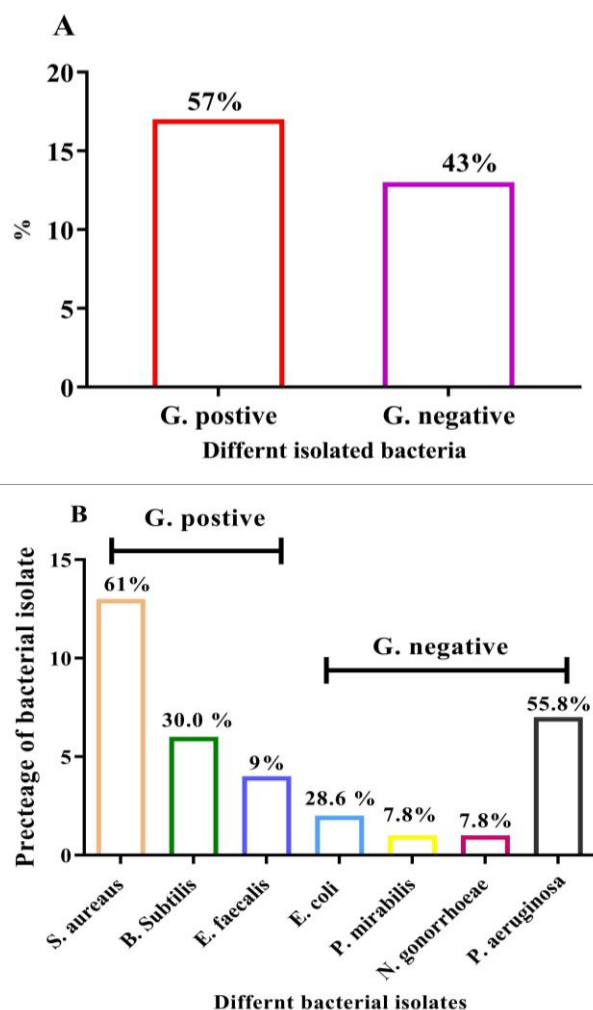 A
20
15
10
5
0
%
57%
43%
G. postive
G. negative
Differnt isolated bacteria
B
G. postive
G. negative
Precteage of bacterial isolate
15
10
5
0
61%
30.0 %
9%
28.6 %
7.8%
7.8%
55.8%
S. aureaus
B. Subtilis
E. faecalis
E. coli
P. mirabilis
N. gonorrhoeae
P. aeruginosa
Differnt bacterial isolates